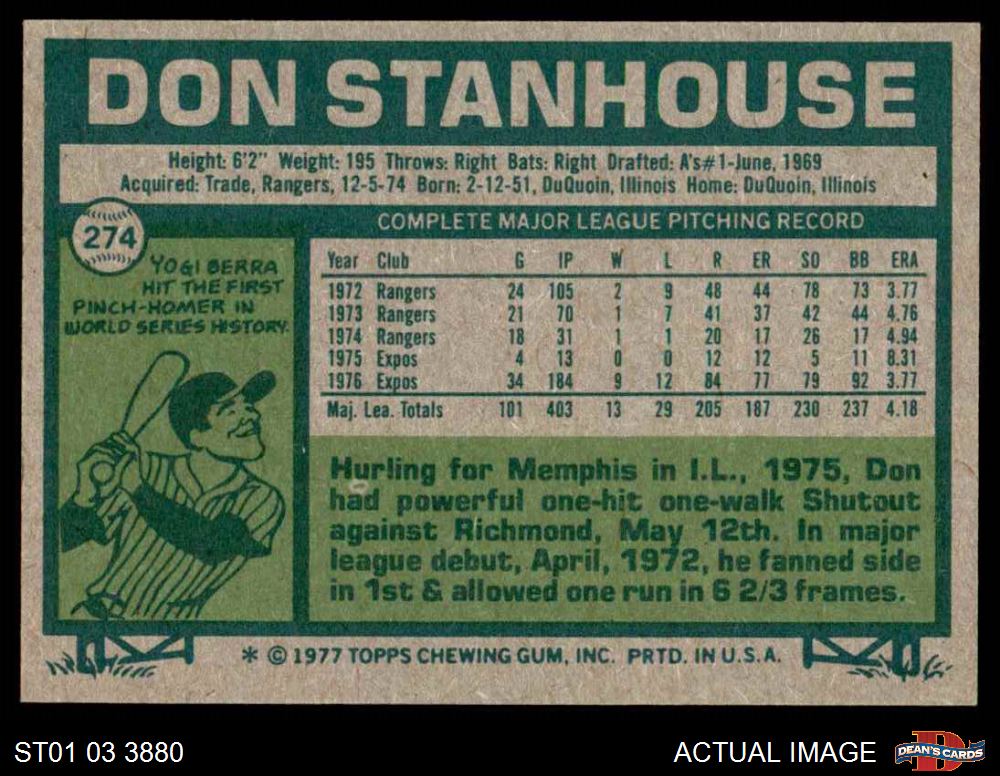 DON STANHOUSE
Height: 6'2" Weight: 195 Throws: Right Bats: Right Drafted: A's#1-June, 1969
Acquired: Trade, Rangers, 12-5-74 Born: 2-12-51, DuQuoin, Illinois Home: DuQuoin, Illinois
274
YOGI BERRA
HIT THE FIRST
PINCH-HOMER IN
WORLD SERIES HISTORY.
COMPLETE MAJOR LEAGUE PITCHING RECORD
Year Club G IP W L R ER SO BB ERA
1972 Rangers 24 105 2 9 48 44 78 73 3.77
1973 Rangers 21 70 1 7 41 37 42 44 4.76
1974 Rangers 18 31 1 1 20 17 26 17 4.94
1975 Expos 4 13 0 0 12 12 5 11 8.31
1976 Expos 34 184 9 12 84 77 79 92 3.77
Maj. Lea. Totals 101 403 13 29 205 187 230 237 4.18
Hurling for Memphis in I.L., 1975, Don
had powerful one-hit one-walk Shutout
against Richmond, May 12th. In major
league debut, April, 1972, he fanned side
in 1st & allowed one run in 6 2/3 frames.
* © 1977 TOPPS CHEWING GUM, INC. PRTD. IN U.S.A.
ST01 03 3880
ACTUAL IMAGE
DEAN'S CARDS